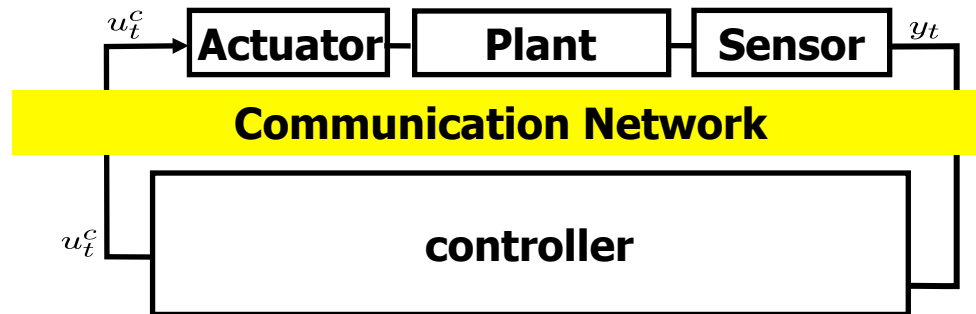 u_t^c Actuator Plant Sensor y_t
Communication Network
u_t^c controller